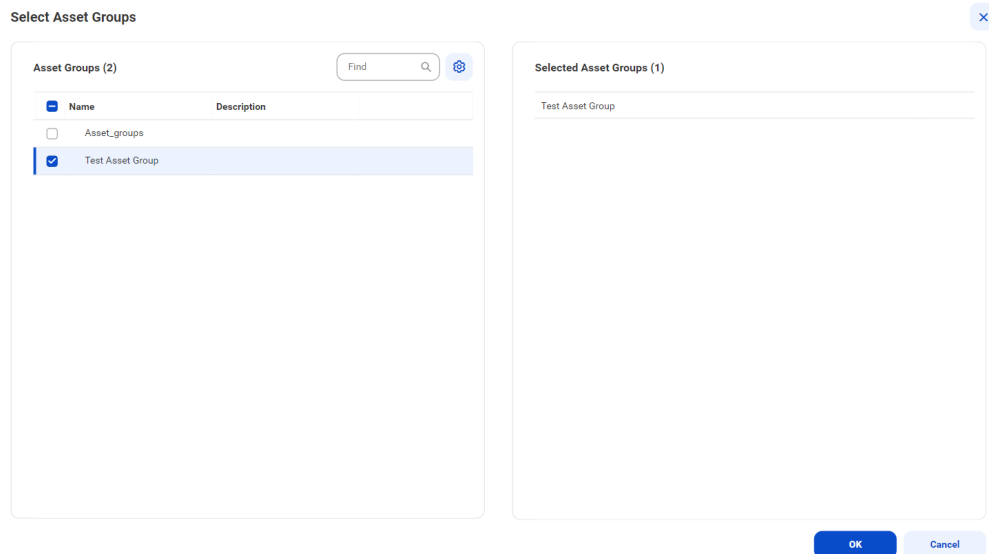 Select Asset Groups
Asset Groups (2)
Find
Name Description
Asset_groups
Test Asset Group
Selected Asset Groups (1)
Test Asset Group
OK Cancel